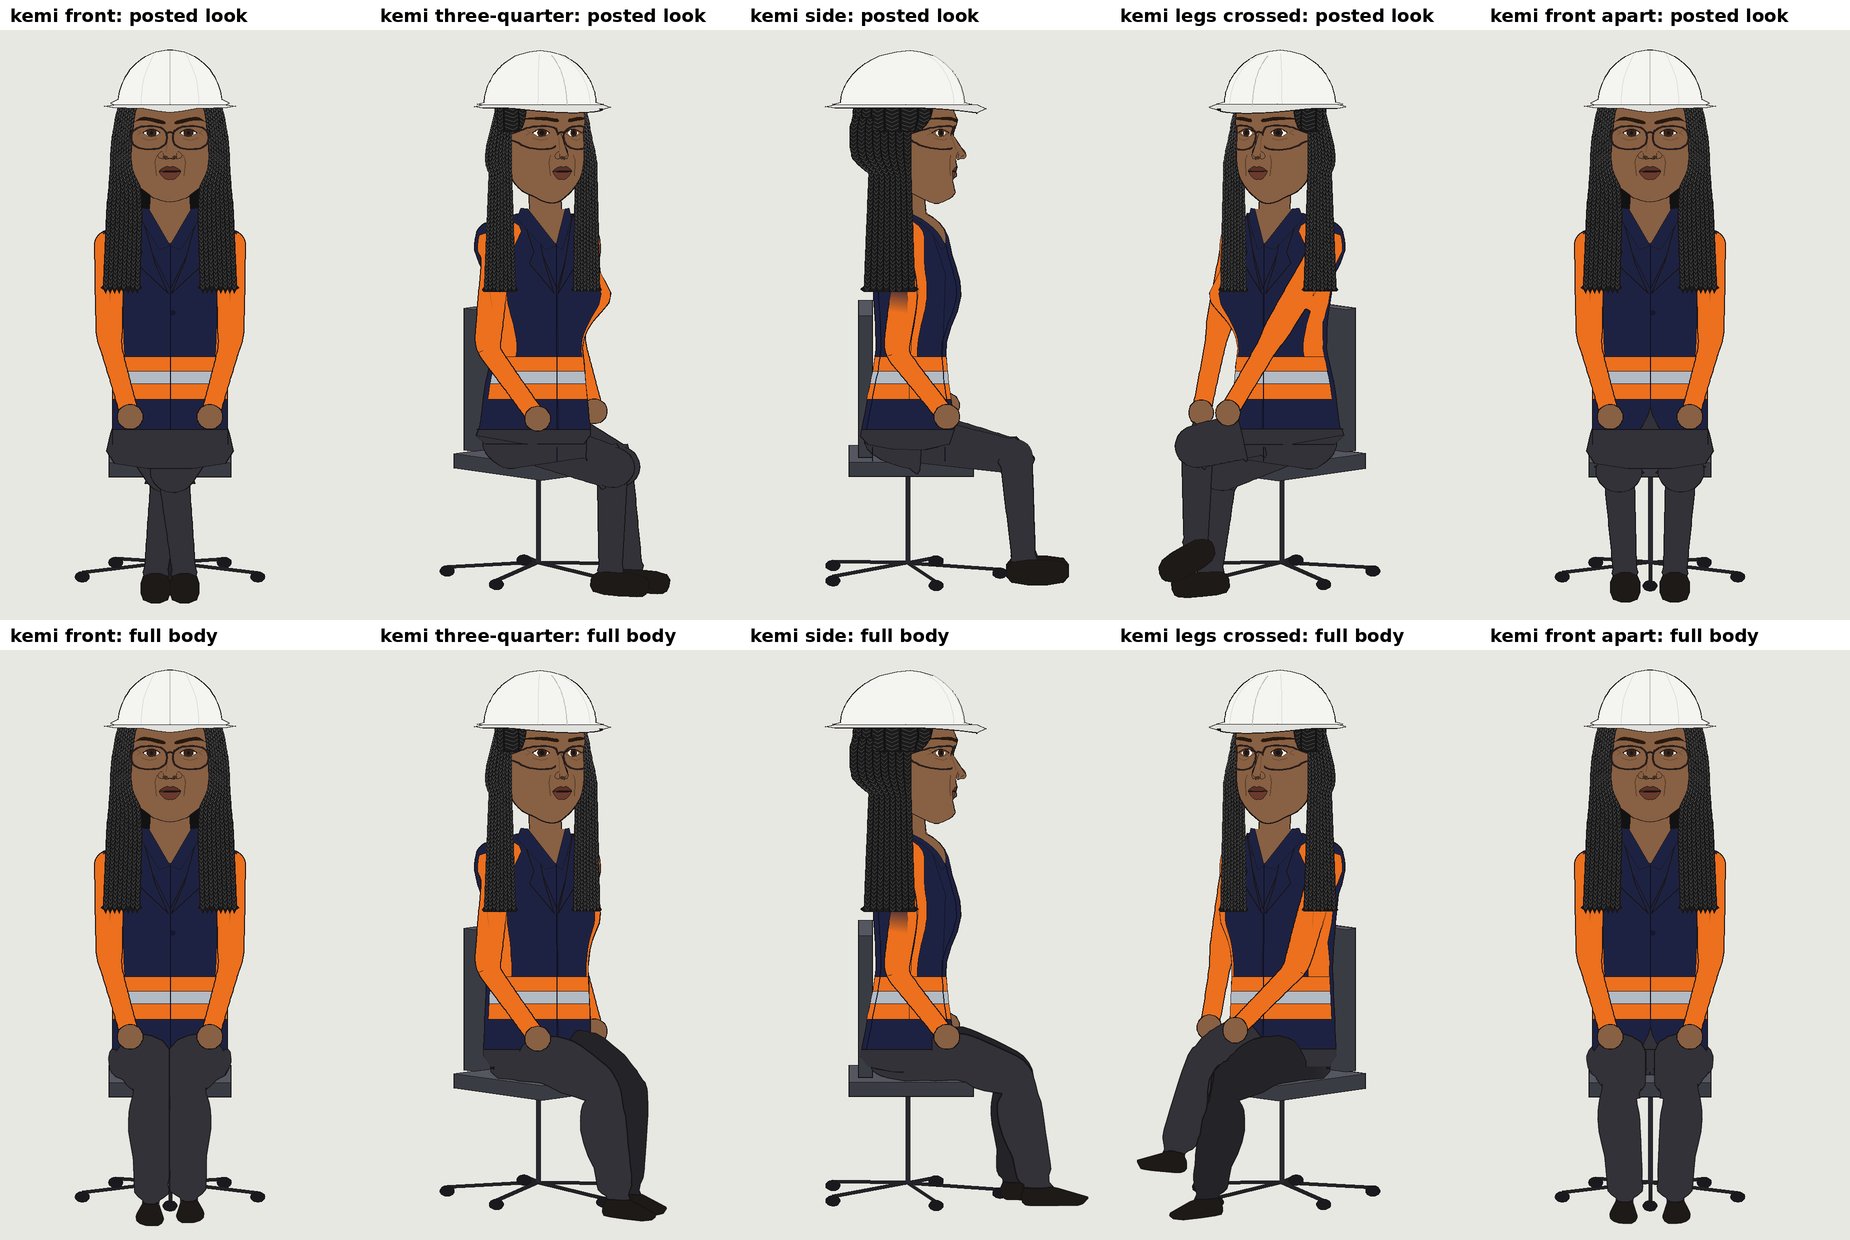 kemi front: posted look
kemi three-quarter: posted look
kemi side: posted look
kemi legs crossed: posted look
kemi front apart: posted look
kemi front: full body
kemi three-quarter: full body
kemi side: full body
kemi legs crossed: full body
kemi front apart: full body